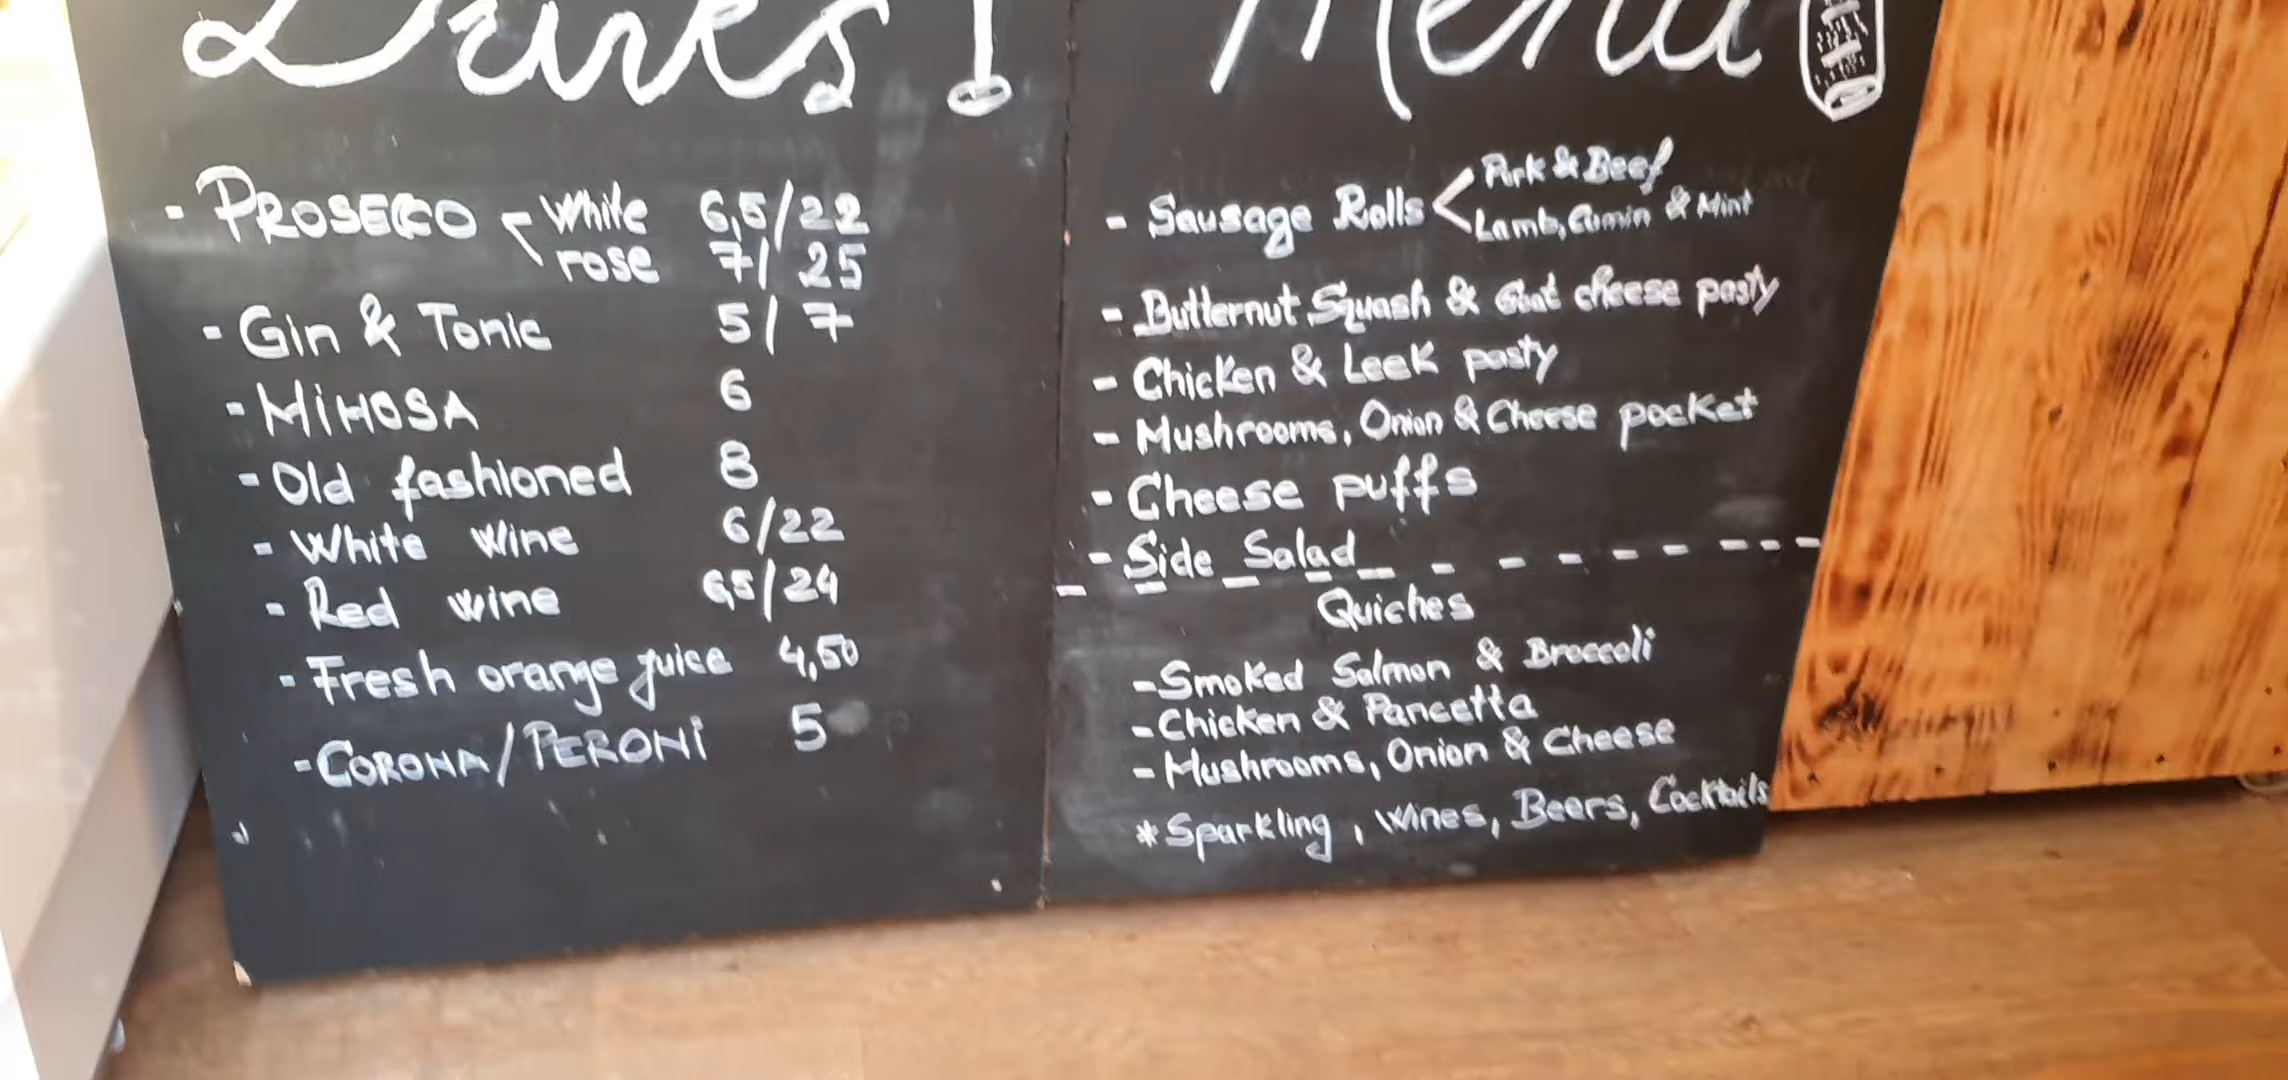 Drinks
- PROSECCO - White 6,5/22
rose 7/25
- Gin & Tonic 5/7
- MiMOSA 6
- Old fashioned 8
- White wine 6/22
- Red wine 6,5/24
- Fresh orange juice 4,50
- CORONA/PERONi 5
Menu
- Sausage Rolls < Pork & Beef
Lamb, Cumin & Mint
- Butternut Squash & Goat cheese pasty
- Chicken & Leek pasty
- Mushrooms, Onion & Cheese pocket
- Cheese puffs
- Side Salad
Quiches
- Smoked Salmon & Broccoli
- Chicken & Pancetta
- Mushrooms, Onion & Cheese
* Sparkling, Wines, Beers, Cocktails